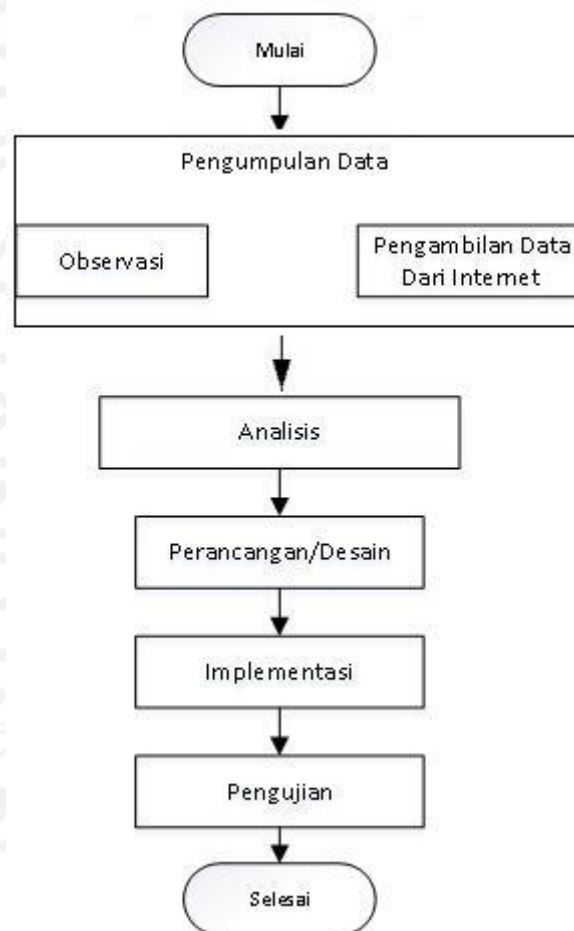 Mulai
Pengumpulan Data
Observasi
Pengambilan Data
Dari Internet
Analisis
Perancangan/Desain
Implementasi
Pengujian
Selesai